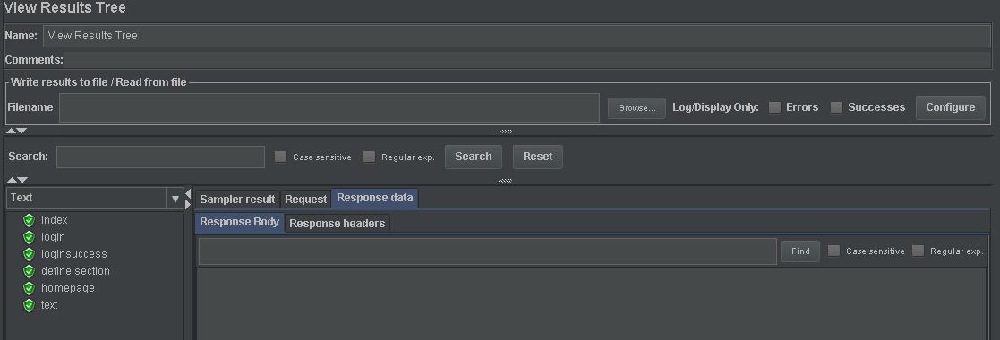 View Results Tree
Name: View Results Tree
Comments:
Write results to file / Read from file
Filename Browse... Log/Display Only: Errors Successes Configure
Search: Case sensitive Regular exp. Search Reset
Text
Sampler result Request Response data
index
Response Body Response headers
login
loginsuccess
Find Case sensitive Regular exp.
define section
homepage
text